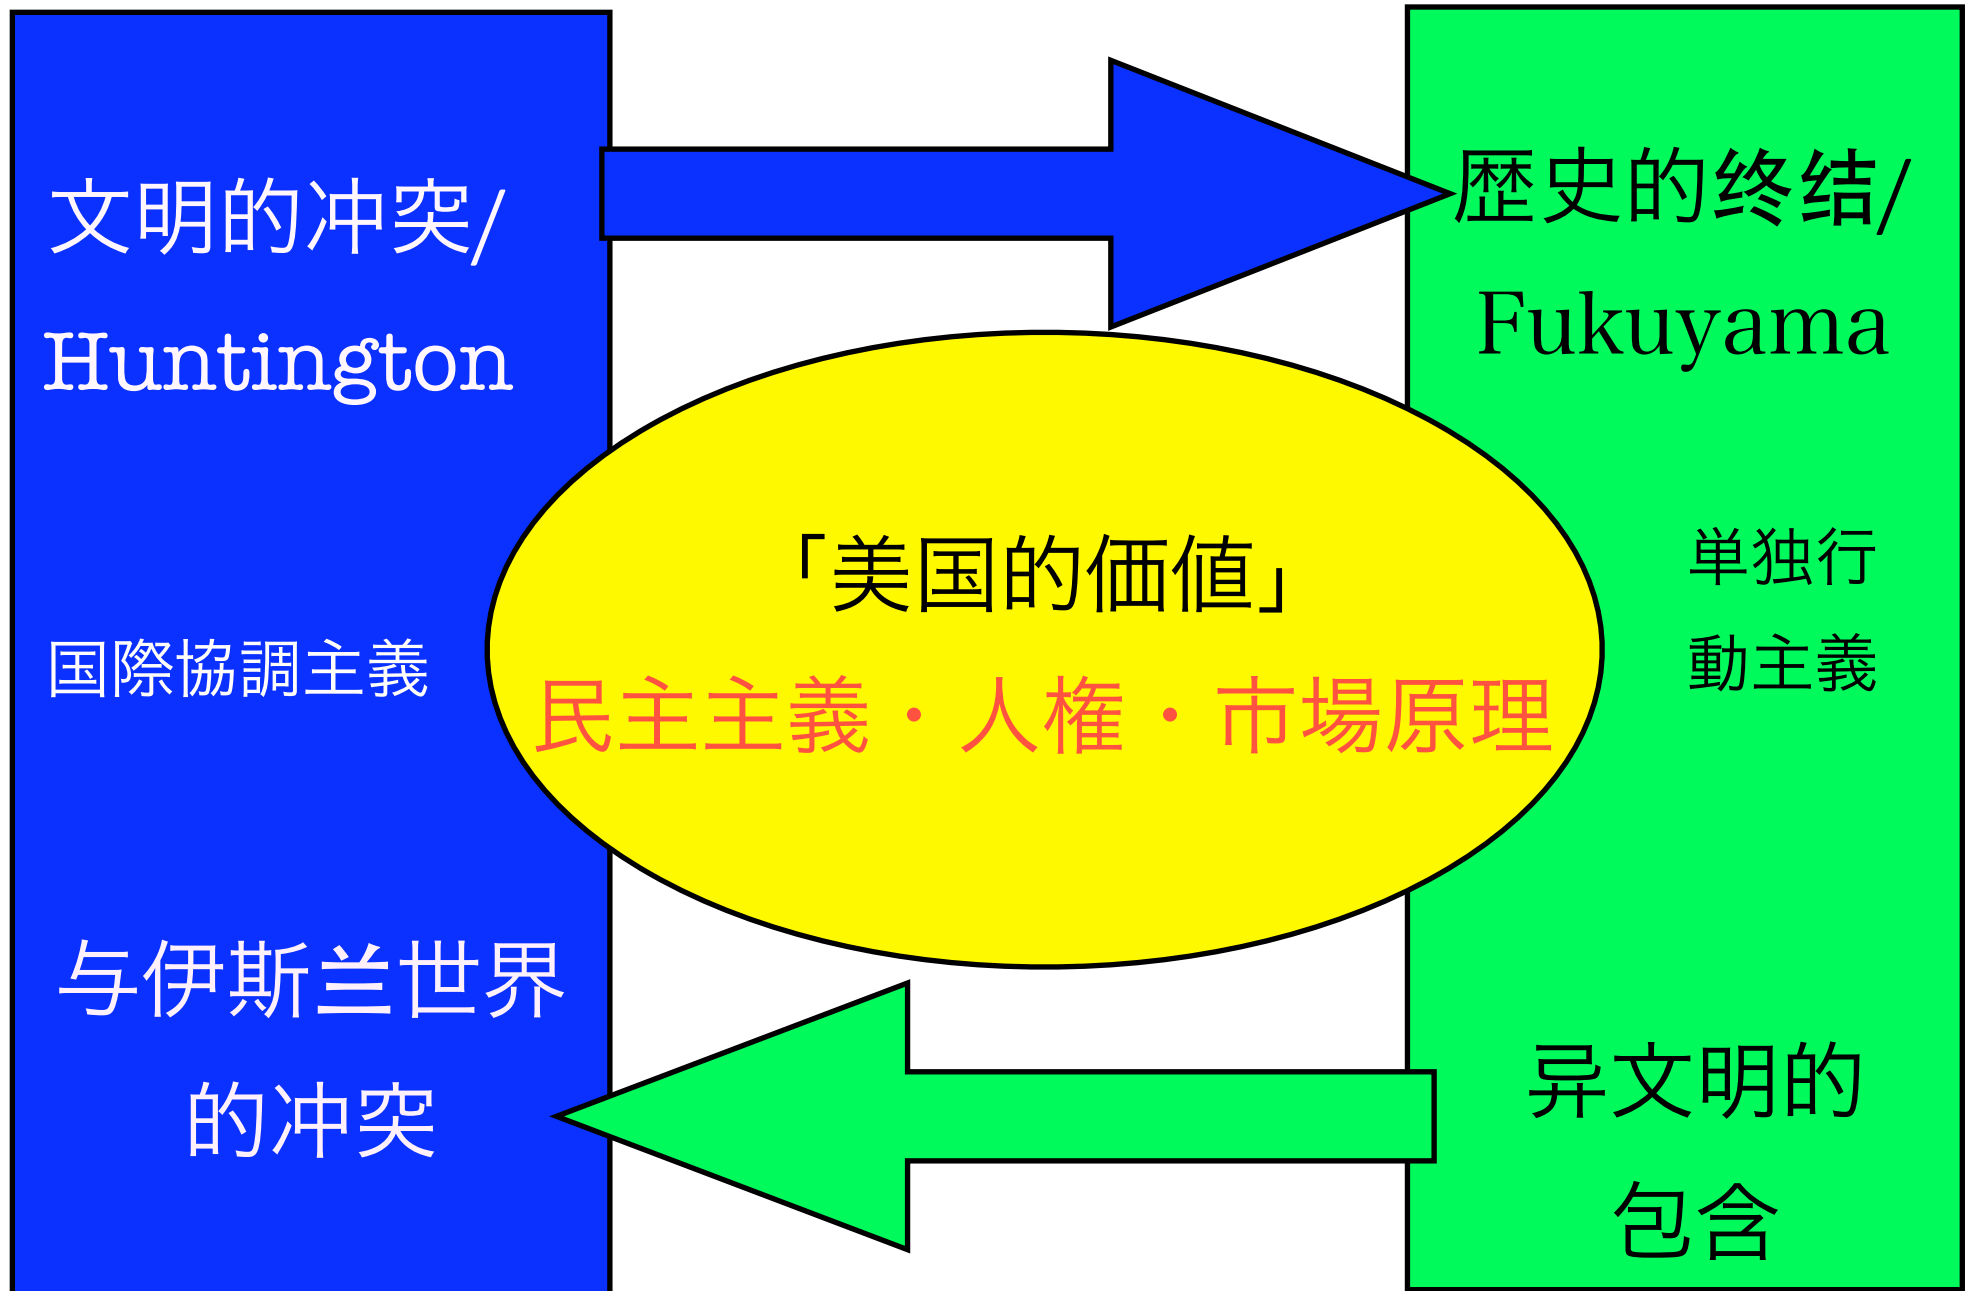 文明的冲突/
Huntington
国際協調主義
与伊斯兰世界
的冲突
「美国的価値」
民主主義・人権・市場原理
歴史的终结/
Fukuyama
単独行
動主義
异文明的
包含